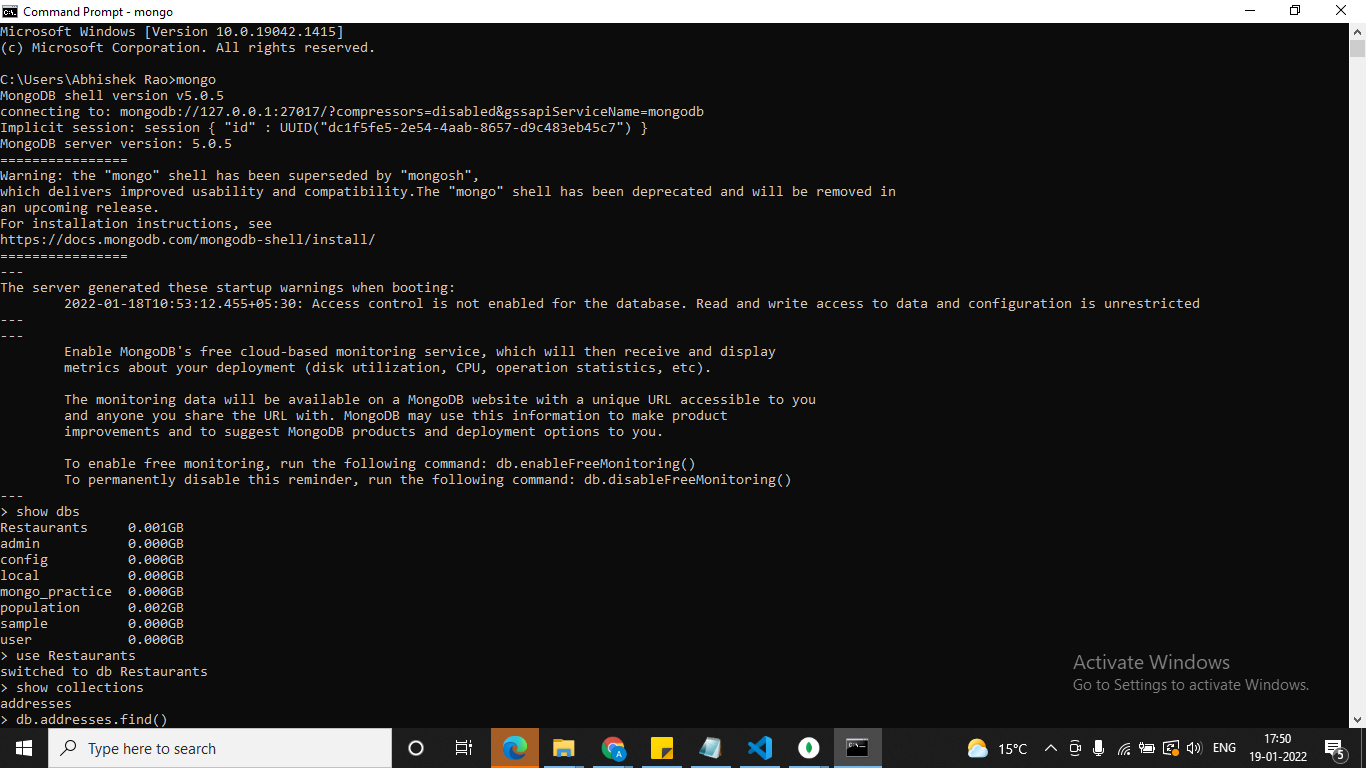 Command Prompt - mongo
Microsoft Windows [Version 10.0.19042.1415]
(c) Microsoft Corporation. All rights reserved.
C:\Users\Abhishek Rao>mongo
MongoDB shell version v5.0.5
connecting to: mongodb://127.0.0.1:27017/?compressors=disabled&gssapiServiceName=mongodb
Implicit session: session { "id" : UUID("dc1f5fe5-2e54-4aab-8657-d9c483eb45c7") }
MongoDB server version: 5.0.5
================
Warning: the "mongo" shell has been superseded by "mongosh",
which delivers improved usability and compatibility.The "mongo" shell has been deprecated and will be removed in
an upcoming release.
For installation instructions, see
https://docs.mongodb.com/mongodb-shell/install/
================
---
The server generated these startup warnings when booting:
        2022-01-18T10:53:12.455+05:30: Access control is not enabled for the database. Read and write access to data and configuration is unrestricted
---
---
        Enable MongoDB's free cloud-based monitoring service, which will then receive and display
        metrics about your deployment (disk utilization, CPU, operation statistics, etc).
        The monitoring data will be available on a MongoDB website with a unique URL accessible to you
        and anyone you share the URL with. MongoDB may use this information to make product
        improvements and to suggest MongoDB products and deployment options to you.
        To enable free monitoring, run the following command: db.enableFreeMonitoring()
        To permanently disable this reminder, run the following command: db.disableFreeMonitoring()
---
> show dbs
Restaurants     0.001GB
admin           0.000GB
config          0.000GB
local           0.000GB
mongo_practice  0.000GB
population      0.002GB
sample          0.000GB
user            0.000GB
> use Restaurants
switched to db Restaurants
> show collections
addresses
> db.addresses.find()
Activate Windows
Go to Settings to activate Windows.
Type here to search
A
15°C
ENG
17:50
19-01-2022
5